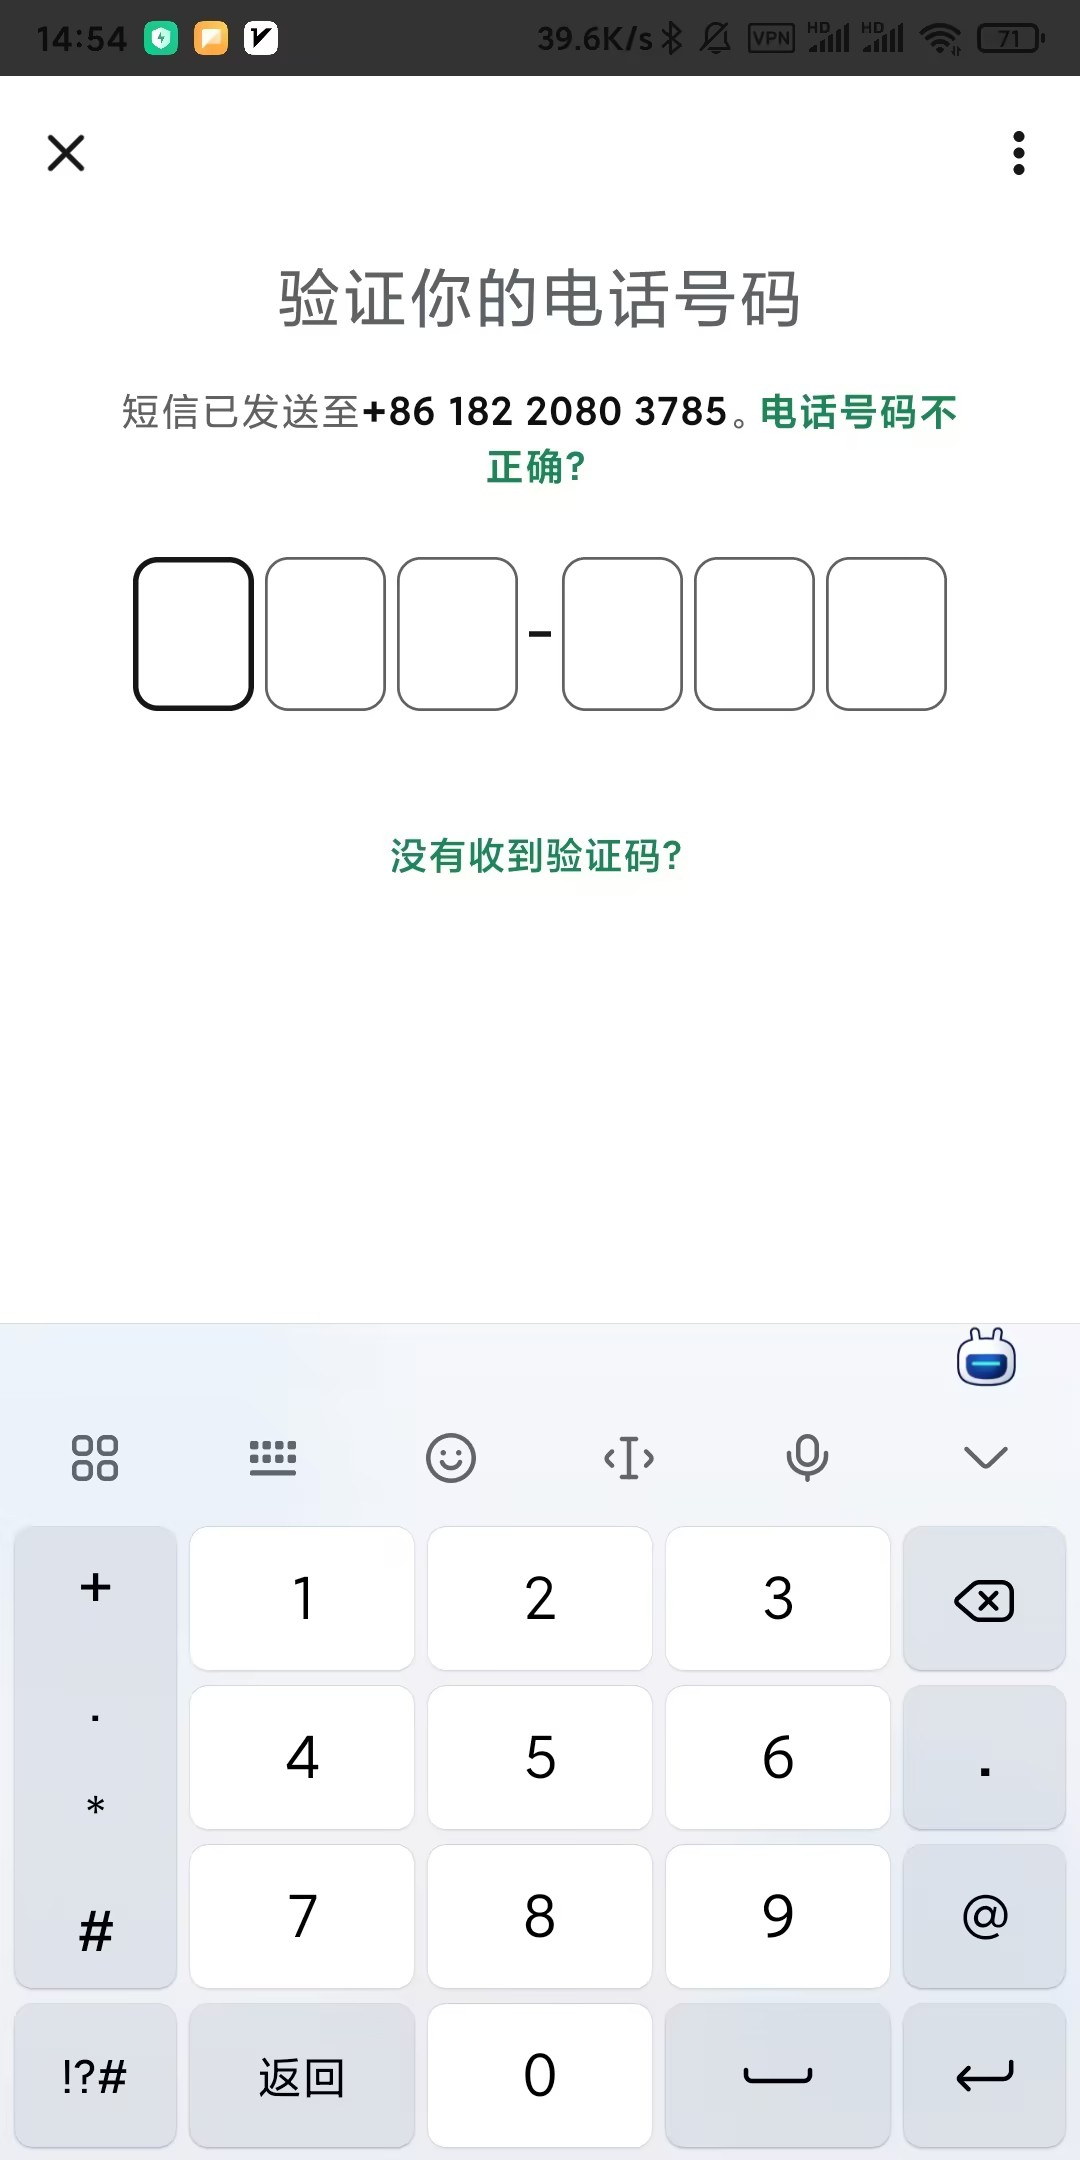 14:54 39.6K/s VPN HD HD 71
验证你的电话号码
短信已发送至+86 182 2080 3785。电话号码不
正确?
-
没有收到验证码?
+ 1 2 3
. 4 5 6 .
*
# 7 8 9 @
!?# 返回 0